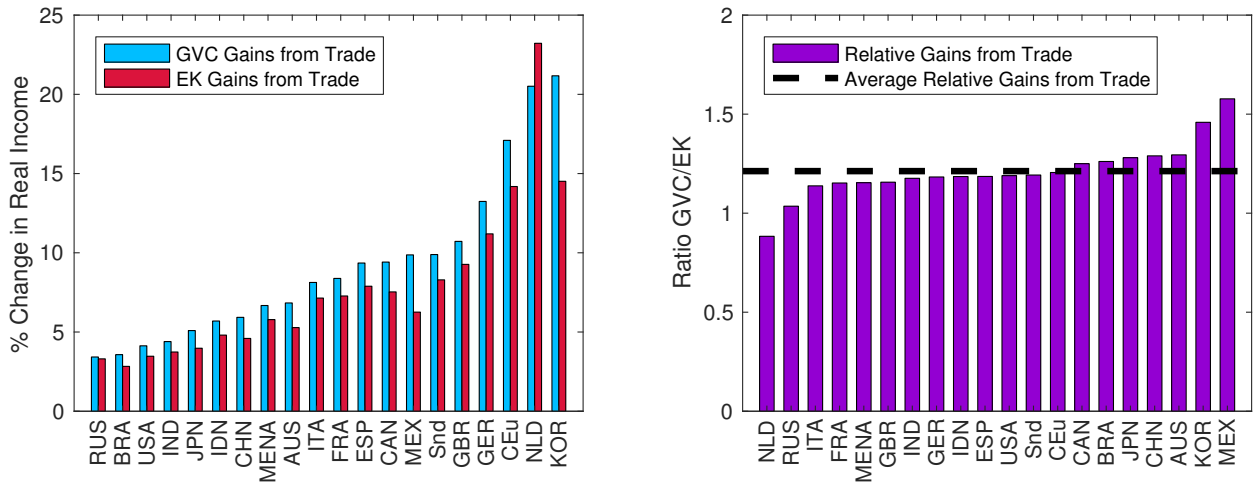 25
20
15
10
5
0
% Change in Real Income
GVC Gains from Trade
EK Gains from Trade
RUS
BRA
USA
IND
JPN
IDN
CHN
MENA
AUS
ITA
FRA
ESP
CAN
MEX
Snd
GBR
GER
CEu
NLD
KOR
2
1.5
1
0.5
0
Ratio GVC/EK
Relative Gains from Trade
Average Relative Gains from Trade
NLD
RUS
ITA
FRA
MENA
GBR
IND
GER
IDN
ESP
USA
Snd
CEu
CAN
BRA
JPN
CHN
AUS
KOR
MEX